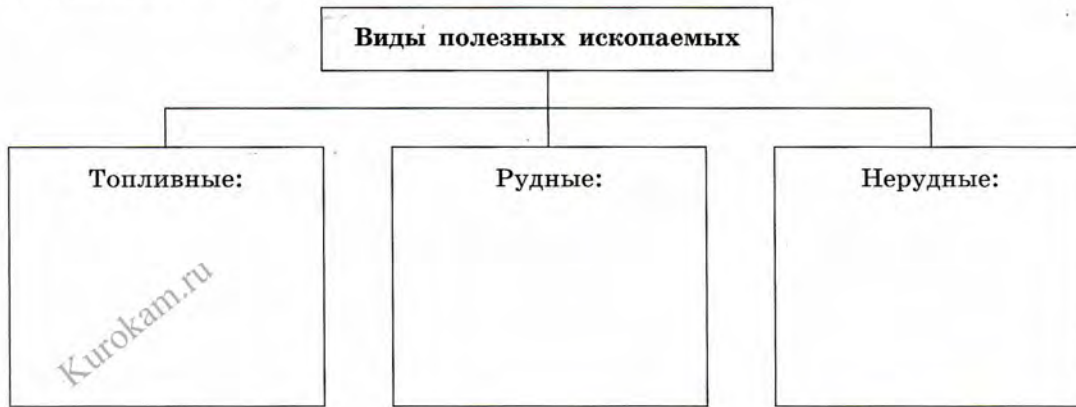 Виды полезных ископаемых
Топливные:
Рудные:
Нерудные:
Kurokam.ru